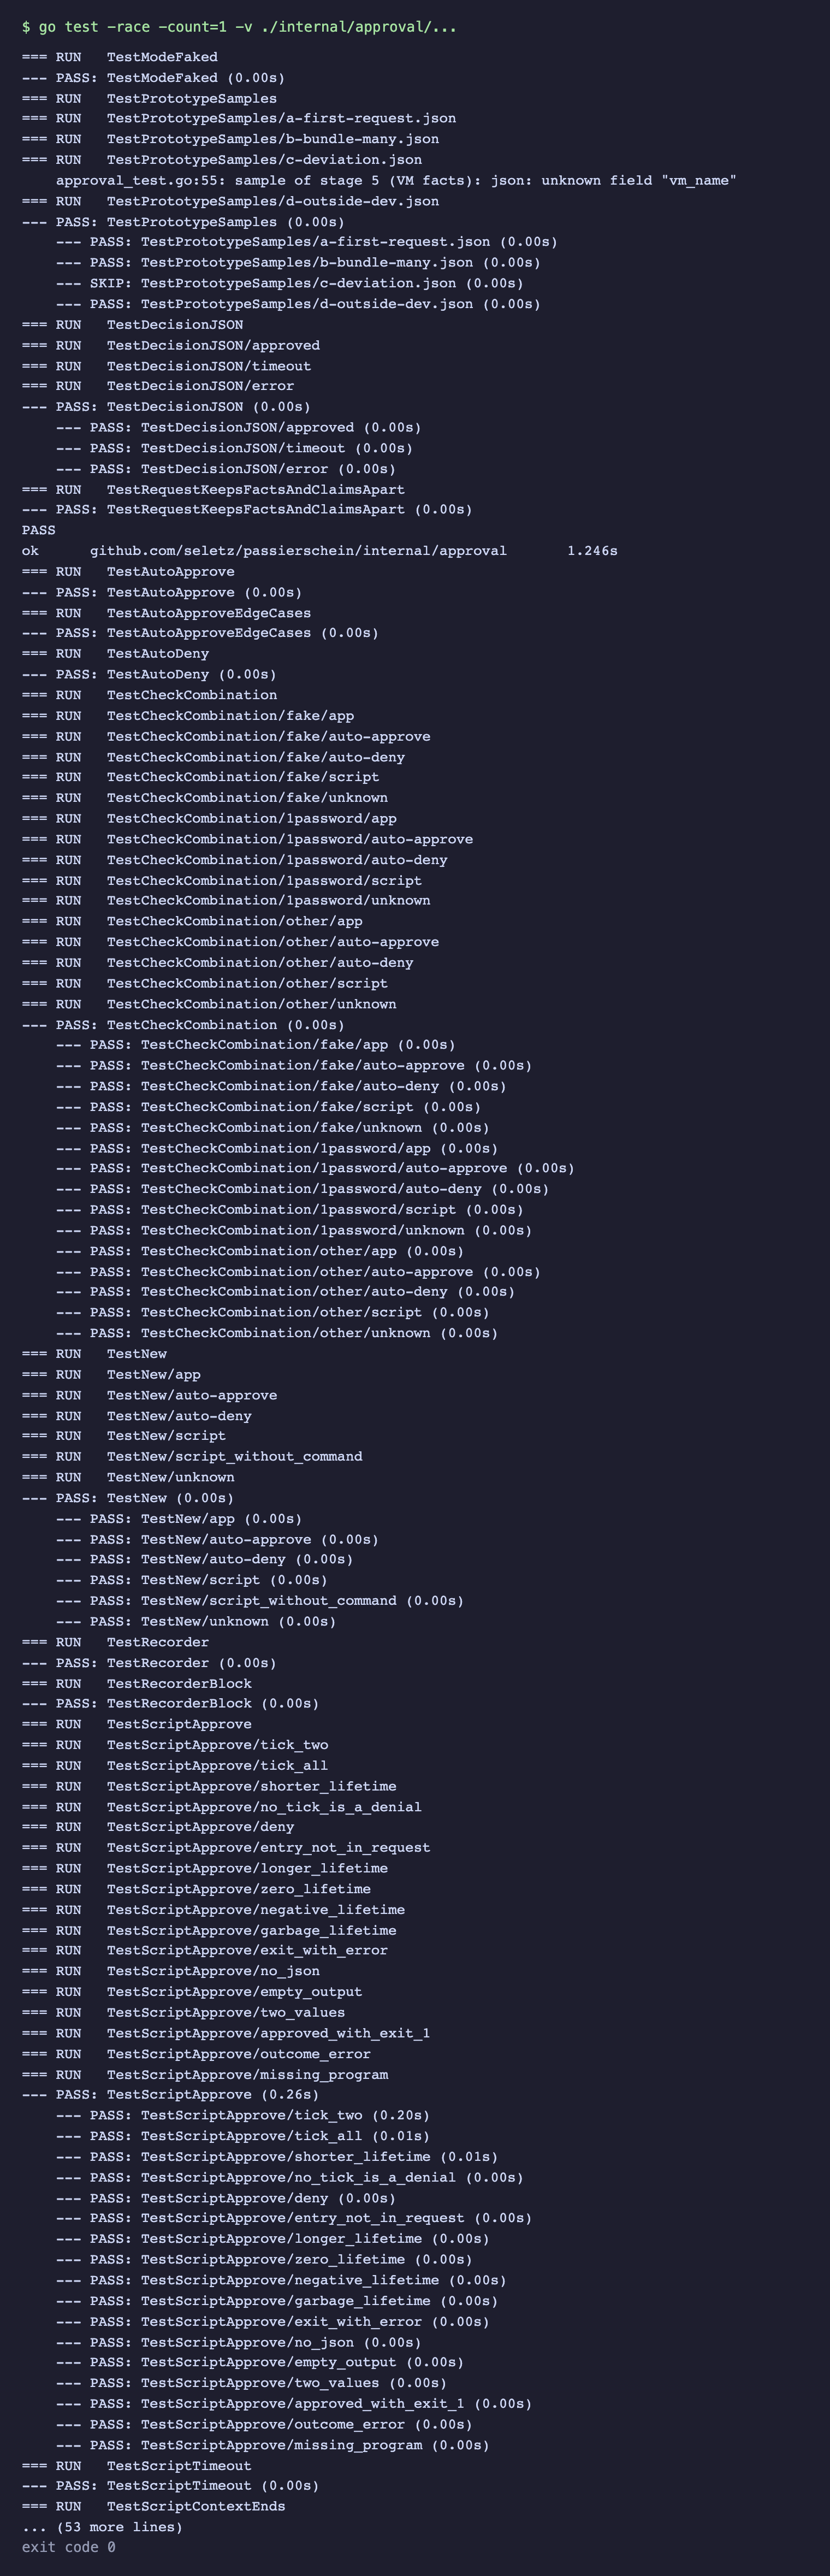 $ go test -race -count=1 -v ./internal/approval/...
=== RUN   TestModeFaked
--- PASS: TestModeFaked (0.00s)
=== RUN   TestPrototypeSamples
=== RUN   TestPrototypeSamples/a-first-request.json
=== RUN   TestPrototypeSamples/b-bundle-many.json
=== RUN   TestPrototypeSamples/c-deviation.json
    approval_test.go:55: sample of stage 5 (VM facts): json: unknown field "vm_name"
=== RUN   TestPrototypeSamples/d-outside-dev.json
--- PASS: TestPrototypeSamples (0.00s)
    --- PASS: TestPrototypeSamples/a-first-request.json (0.00s)
    --- PASS: TestPrototypeSamples/b-bundle-many.json (0.00s)
    --- SKIP: TestPrototypeSamples/c-deviation.json (0.00s)
    --- PASS: TestPrototypeSamples/d-outside-dev.json (0.00s)
=== RUN   TestDecisionJSON
=== RUN   TestDecisionJSON/approved
=== RUN   TestDecisionJSON/timeout
=== RUN   TestDecisionJSON/error
--- PASS: TestDecisionJSON (0.00s)
    --- PASS: TestDecisionJSON/approved (0.00s)
    --- PASS: TestDecisionJSON/timeout (0.00s)
    --- PASS: TestDecisionJSON/error (0.00s)
=== RUN   TestRequestKeepsFactsAndClaimsApart
--- PASS: TestRequestKeepsFactsAndClaimsApart (0.00s)
PASS
ok      github.com/seletz/passierschein/internal/approval       1.246s
=== RUN   TestAutoApprove
--- PASS: TestAutoApprove (0.00s)
=== RUN   TestAutoApproveEdgeCases
--- PASS: TestAutoApproveEdgeCases (0.00s)
=== RUN   TestAutoDeny
--- PASS: TestAutoDeny (0.00s)
=== RUN   TestCheckCombination
=== RUN   TestCheckCombination/fake/app
=== RUN   TestCheckCombination/fake/auto-approve
=== RUN   TestCheckCombination/fake/auto-deny
=== RUN   TestCheckCombination/fake/script
=== RUN   TestCheckCombination/fake/unknown
=== RUN   TestCheckCombination/1password/app
=== RUN   TestCheckCombination/1password/auto-approve
=== RUN   TestCheckCombination/1password/auto-deny
=== RUN   TestCheckCombination/1password/script
=== RUN   TestCheckCombination/1password/unknown
=== RUN   TestCheckCombination/other/app
=== RUN   TestCheckCombination/other/auto-approve
=== RUN   TestCheckCombination/other/auto-deny
=== RUN   TestCheckCombination/other/script
=== RUN   TestCheckCombination/other/unknown
--- PASS: TestCheckCombination (0.00s)
    --- PASS: TestCheckCombination/fake/app (0.00s)
    --- PASS: TestCheckCombination/fake/auto-approve (0.00s)
    --- PASS: TestCheckCombination/fake/auto-deny (0.00s)
    --- PASS: TestCheckCombination/fake/script (0.00s)
    --- PASS: TestCheckCombination/fake/unknown (0.00s)
    --- PASS: TestCheckCombination/1password/app (0.00s)
    --- PASS: TestCheckCombination/1password/auto-approve (0.00s)
    --- PASS: TestCheckCombination/1password/auto-deny (0.00s)
    --- PASS: TestCheckCombination/1password/script (0.00s)
    --- PASS: TestCheckCombination/1password/unknown (0.00s)
    --- PASS: TestCheckCombination/other/app (0.00s)
    --- PASS: TestCheckCombination/other/auto-approve (0.00s)
    --- PASS: TestCheckCombination/other/auto-deny (0.00s)
    --- PASS: TestCheckCombination/other/script (0.00s)
    --- PASS: TestCheckCombination/other/unknown (0.00s)
=== RUN   TestNew
=== RUN   TestNew/app
=== RUN   TestNew/auto-approve
=== RUN   TestNew/auto-deny
=== RUN   TestNew/script
=== RUN   TestNew/script_without_command
=== RUN   TestNew/unknown
--- PASS: TestNew (0.00s)
    --- PASS: TestNew/app (0.00s)
    --- PASS: TestNew/auto-approve (0.00s)
    --- PASS: TestNew/auto-deny (0.00s)
    --- PASS: TestNew/script (0.00s)
    --- PASS: TestNew/script_without_command (0.00s)
    --- PASS: TestNew/unknown (0.00s)
=== RUN   TestRecorder
--- PASS: TestRecorder (0.00s)
=== RUN   TestRecorderBlock
--- PASS: TestRecorderBlock (0.00s)
=== RUN   TestScriptApprove
=== RUN   TestScriptApprove/tick_two
=== RUN   TestScriptApprove/tick_all
=== RUN   TestScriptApprove/shorter_lifetime
=== RUN   TestScriptApprove/no_tick_is_a_denial
=== RUN   TestScriptApprove/deny
=== RUN   TestScriptApprove/entry_not_in_request
=== RUN   TestScriptApprove/longer_lifetime
=== RUN   TestScriptApprove/zero_lifetime
=== RUN   TestScriptApprove/negative_lifetime
=== RUN   TestScriptApprove/garbage_lifetime
=== RUN   TestScriptApprove/exit_with_error
=== RUN   TestScriptApprove/no_json
=== RUN   TestScriptApprove/empty_output
=== RUN   TestScriptApprove/two_values
=== RUN   TestScriptApprove/approved_with_exit_1
=== RUN   TestScriptApprove/outcome_error
=== RUN   TestScriptApprove/missing_program
--- PASS: TestScriptApprove (0.26s)
    --- PASS: TestScriptApprove/tick_two (0.20s)
    --- PASS: TestScriptApprove/tick_all (0.01s)
    --- PASS: TestScriptApprove/shorter_lifetime (0.01s)
    --- PASS: TestScriptApprove/no_tick_is_a_denial (0.00s)
    --- PASS: TestScriptApprove/deny (0.00s)
    --- PASS: TestScriptApprove/entry_not_in_request (0.00s)
    --- PASS: TestScriptApprove/longer_lifetime (0.00s)
    --- PASS: TestScriptApprove/zero_lifetime (0.00s)
    --- PASS: TestScriptApprove/negative_lifetime (0.00s)
    --- PASS: TestScriptApprove/garbage_lifetime (0.00s)
    --- PASS: TestScriptApprove/exit_with_error (0.00s)
    --- PASS: TestScriptApprove/no_json (0.00s)
    --- PASS: TestScriptApprove/empty_output (0.00s)
    --- PASS: TestScriptApprove/two_values (0.00s)
    --- PASS: TestScriptApprove/approved_with_exit_1 (0.00s)
    --- PASS: TestScriptApprove/outcome_error (0.00s)
    --- PASS: TestScriptApprove/missing_program (0.00s)
=== RUN   TestScriptTimeout
--- PASS: TestScriptTimeout (0.00s)
=== RUN   TestScriptContextEnds
... (53 more lines)
exit code 0